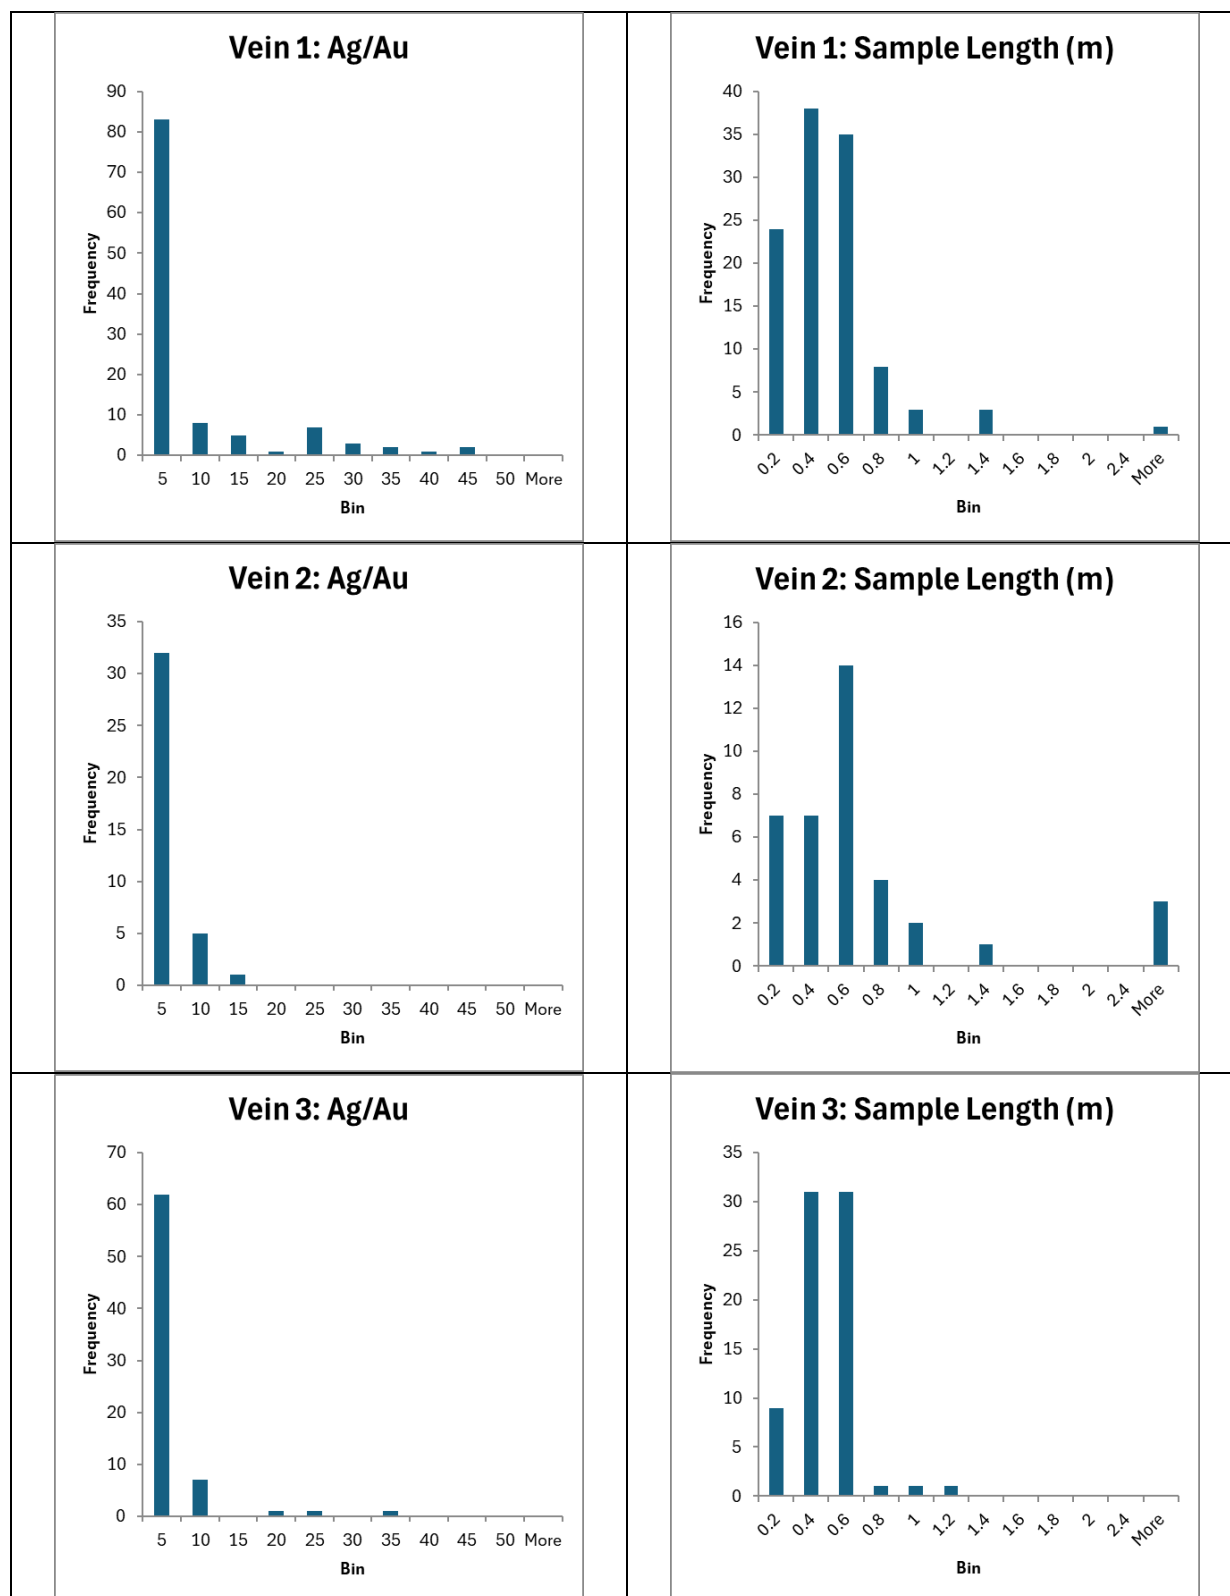 Vein 1: Ag/Au
90
80
70
60
50
40
30
20
10
0
Frequency
5 10 15 20 25 30 35 40 45 50 More
Bin
Vein 1: Sample Length (m)
40
35
30
25
20
15
10
5
0
Frequency
0.2 0.4 0.6 0.8 1 1.2 1.4 1.6 1.8 2 2.4 More
Bin
Vein 2: Ag/Au
35
30
25
20
15
10
5
0
Frequency
5 10 15 20 25 30 35 40 45 50 More
Bin
Vein 2: Sample Length (m)
16
14
12
10
8
6
4
2
0
Frequency
0.2 0.4 0.6 0.8 1 1.2 1.4 1.6 1.8 2 2.4 More
Bin
Vein 3: Ag/Au
70
60
50
40
30
20
10
0
Frequency
5 10 15 20 25 30 35 40 45 50 More
Bin
Vein 3: Sample Length (m)
35
30
25
20
15
10
5
0
Frequency
0.2 0.4 0.6 0.8 1 1.2 1.4 1.6 1.8 2 2.4 More
Bin